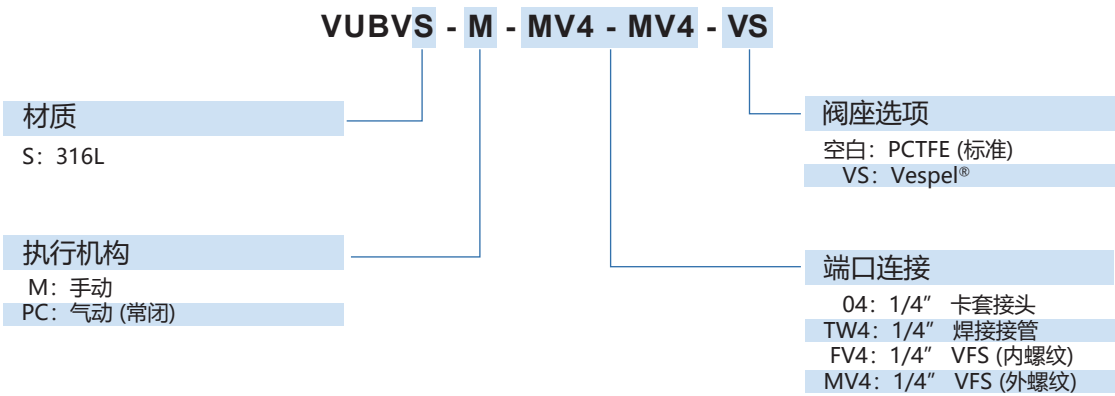 VUBVS - M - MV4 - MV4 - VS
材质
S：316L
执行机构
M：手动
PC：气动 (常闭)
阀座选项
空白：PCTFE (标准)
VS：Vespel®
端口连接
04：1/4” 卡套接头
TW4：1/4” 焊接接管
FV4：1/4” VFS (内螺纹)
MV4：1/4” VFS (外螺纹)